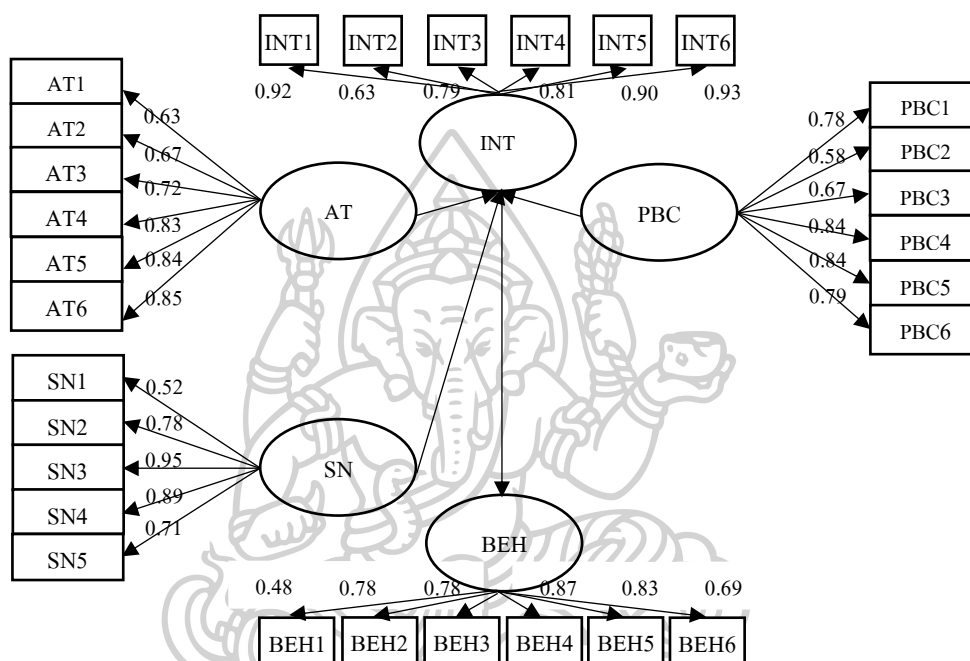 INT1 INT2 INT3 INT4 INT5 INT6
0.92 0.63 0.79 0.81 0.90 0.93
INT
AT1
AT2
AT3
AT4
AT5
AT6
0.63
0.67
0.72
0.83
0.84
0.85
AT
PBC
0.78
0.58
0.67
0.84
0.84
0.79
PBC1
PBC2
PBC3
PBC4
PBC5
PBC6
SN1
SN2
SN3
SN4
SN5
0.52
0.78
0.95
0.89
0.71
SN
BEH
0.48 0.78 0.78 0.87 0.83 0.69
BEH1 BEH2 BEH3 BEH4 BEH5 BEH6